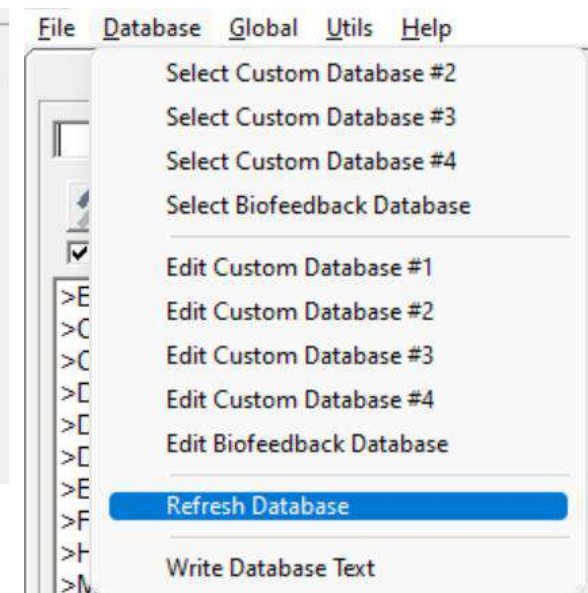 File Database Global Utils Help
Select Custom Database #2
Select Custom Database #3
Select Custom Database #4
Select Biofeedback Database
Edit Custom Database #1
Edit Custom Database #2
>E
Edit Custom Database #3
>C
>C
Edit Custom Database #4
>D
>D
Edit Biofeedback Database
>D
>E
Refresh Database
>F
>H
Write Database Text
>M